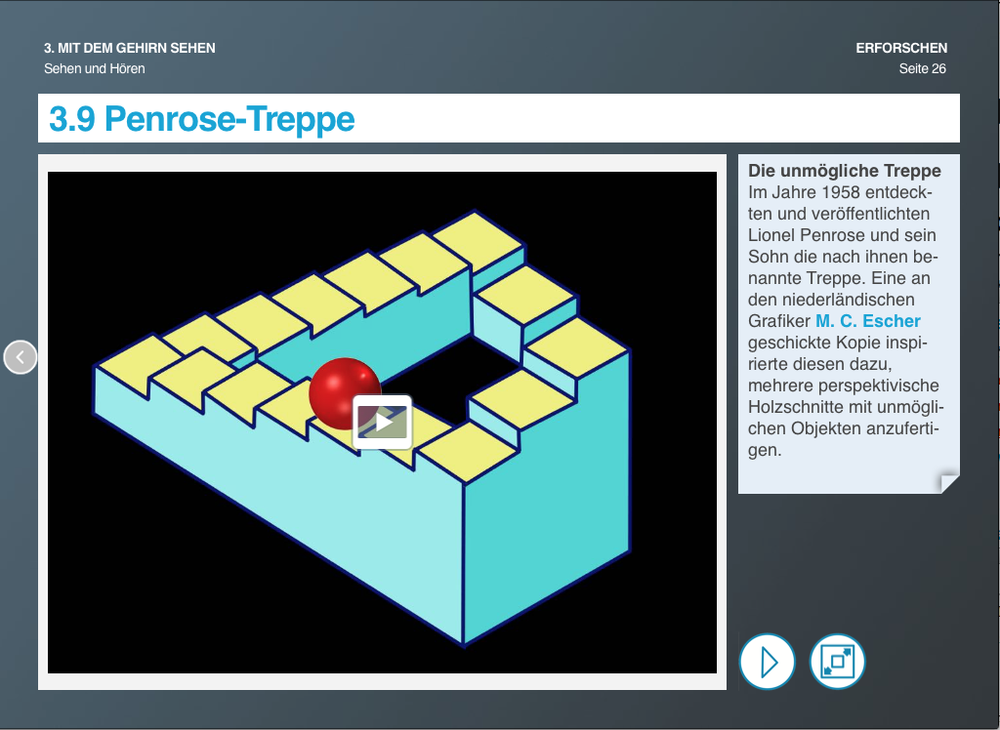 3. MIT DEM GEHIRN SEHEN
Sehen und Hören
ERFORSCHEN
Seite 26
3.9 Penrose-Treppe
Die unmögliche Treppe
Im Jahre 1958 entdeck-
ten und veröffentlichten
Lionel Penrose und sein
Sohn die nach ihnen be-
nannte Treppe. Eine an
den niederländischen
Grafiker M. C. Escher
geschickte Kopie inspi-
rierte diesen dazu,
mehrere perspektivische
Holzschnitte mit unmögli-
chen Objekten anzuferti-
gen.